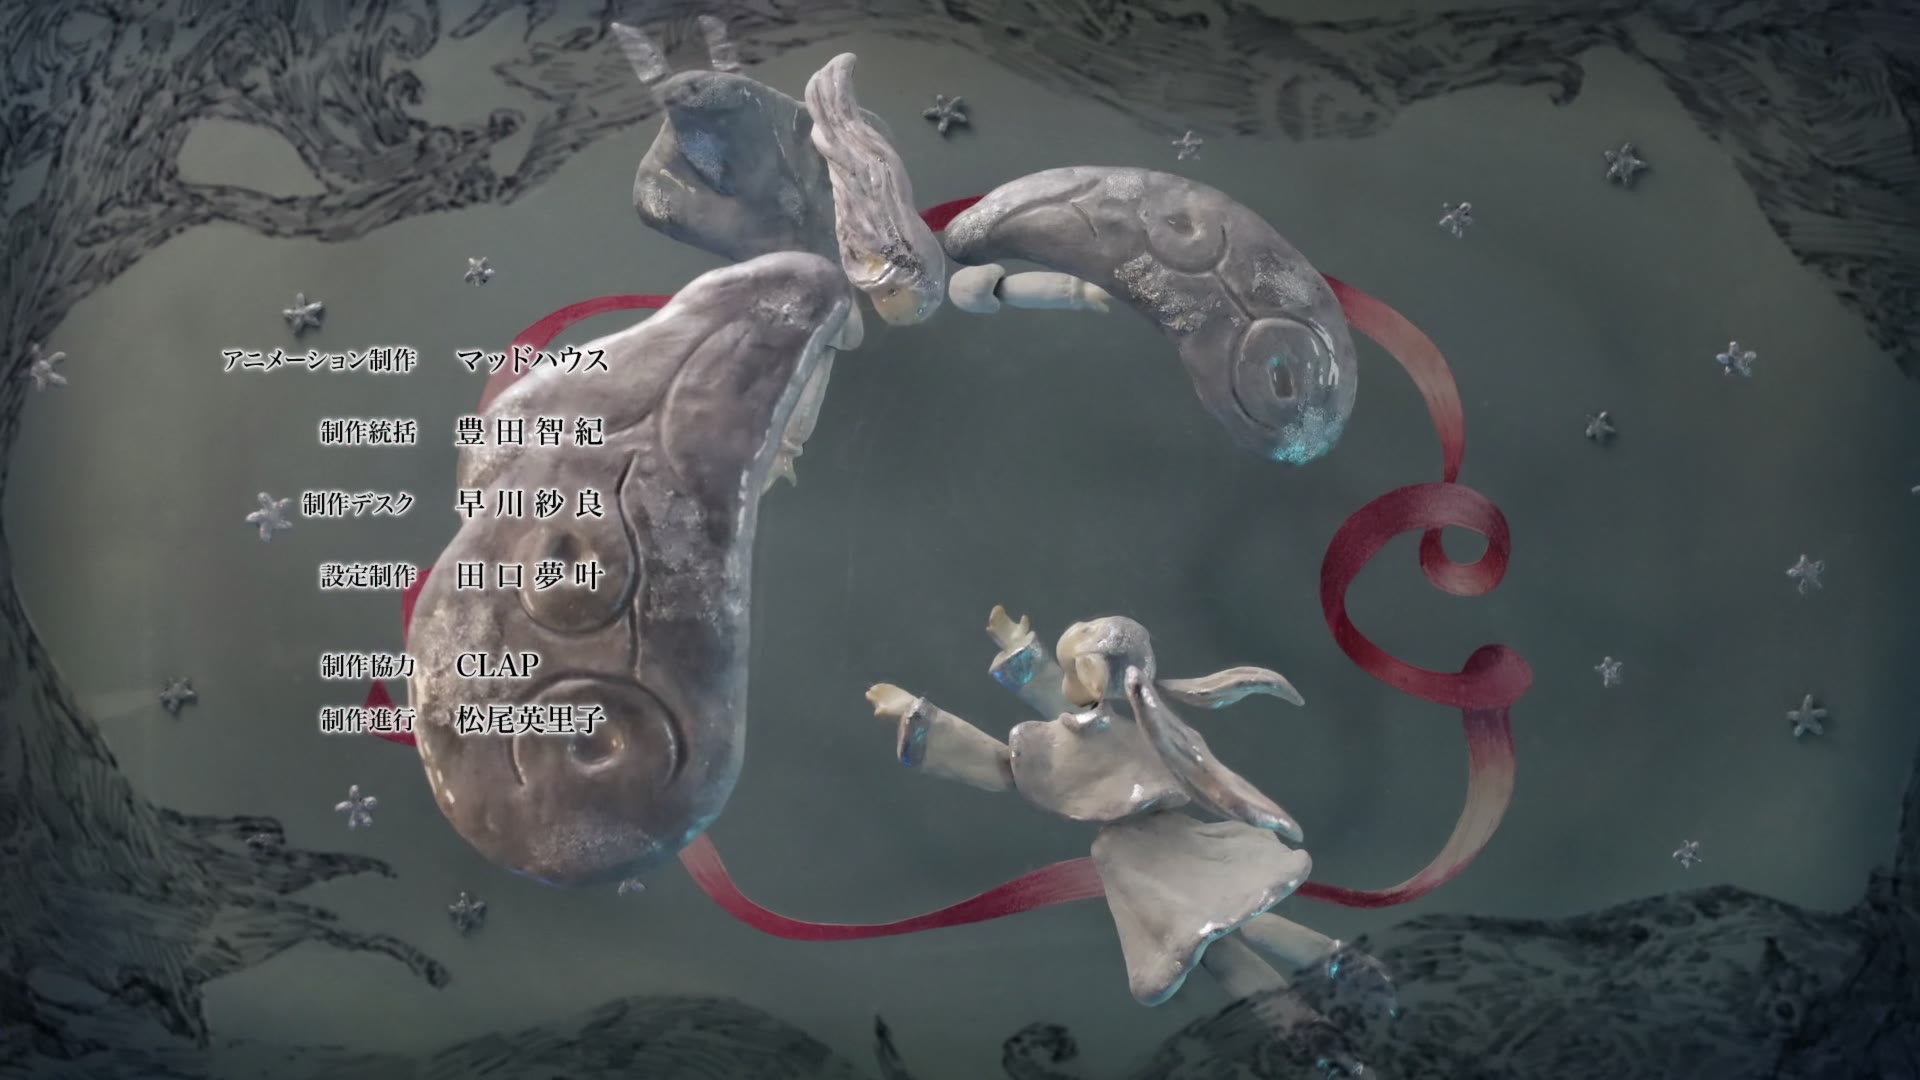 アニメーション制作 マッドハウス
制作統括 豊田智紀
制作デスク 早川紗良
設定制作 田口夢叶
制作協力 CLAP
制作進行 松尾英里子